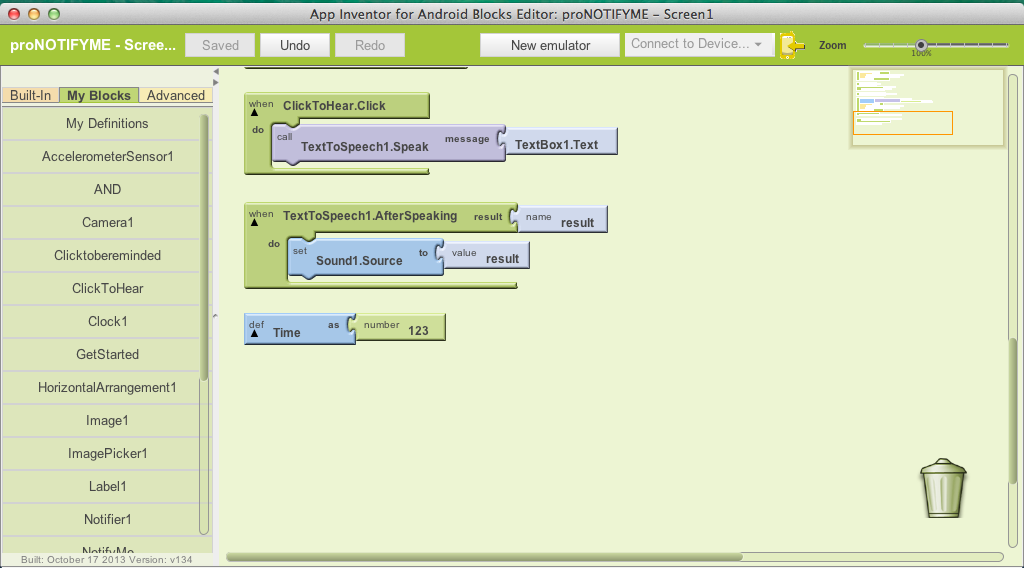 App Inventor for Android Blocks Editor: proNOTIFYME – Screen1
proNOTIFYME - Scree... Saved Undo Redo New emulator Connect to Device... Zoom
100%
Built-In My Blocks Advanced
My Definitions
AccelerometerSensor1
AND
Camera1
Clicktobereminded
ClickToHear
Clock1
GetStarted
HorizontalArrangement1
Image1
ImagePicker1
Label1
Notifier1
NotifyMe
Built: October 17 2013 Version: v134
when ClickToHear.Click
do call TextToSpeech1.Speak message TextBox1.Text
when TextToSpeech1.AfterSpeaking result name result
do set Sound1.Source to value result
def Time as number 123